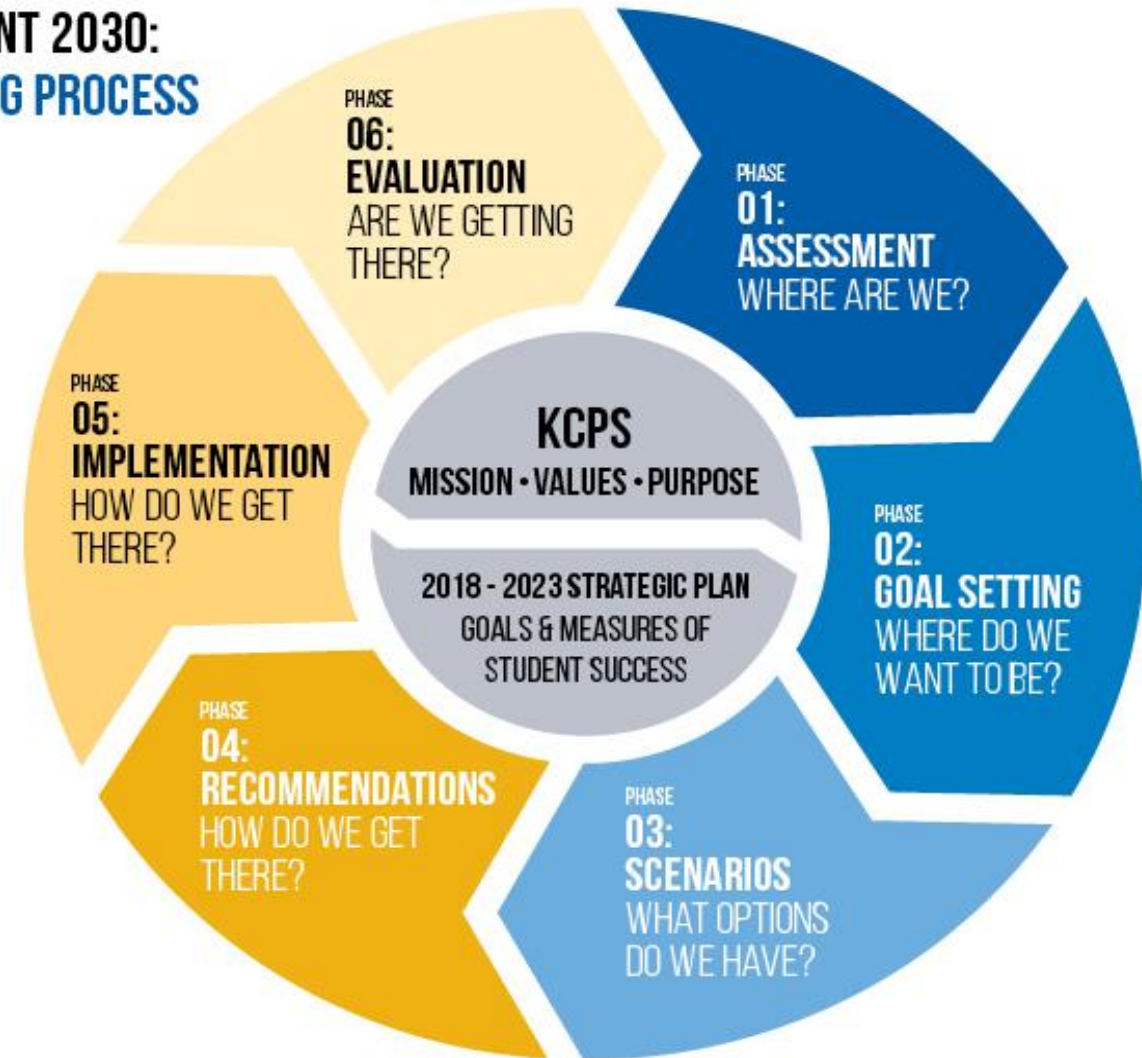 NT 2030:
G PROCESS
PHASE
01:
ASSESSMENT
WHERE ARE WE?
PHASE
02:
GOAL SETTING
WHERE DO WE
WANT TO BE?
PHASE
03:
SCENARIOS
WHAT OPTIONS
DO WE HAVE?
PHASE
04:
RECOMMENDATIONS
HOW DO WE GET
THERE?
PHASE
05:
IMPLEMENTATION
HOW DO WE GET
THERE?
PHASE
06:
EVALUATION
ARE WE GETTING
THERE?
KCPS
MISSION • VALUES • PURPOSE
2018 - 2023 STRATEGIC PLAN
GOALS & MEASURES OF
STUDENT SUCCESS